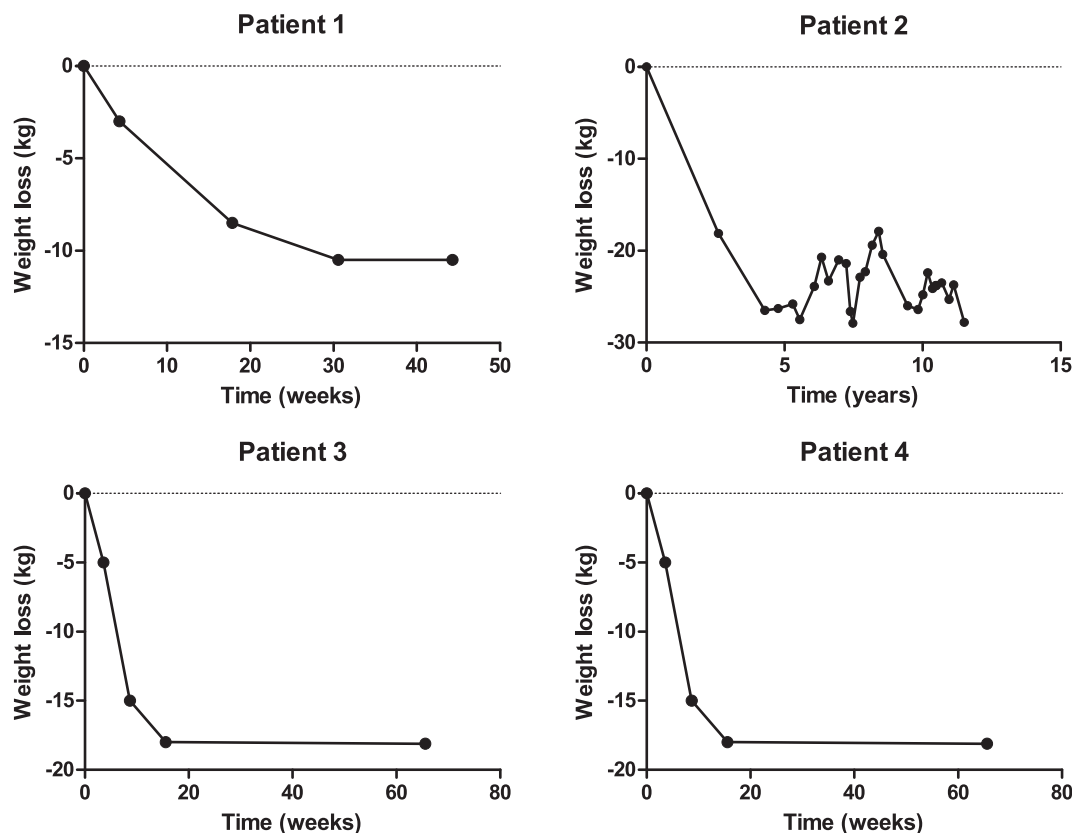 Patient 1
0
-5
-10
-15
Weight loss (kg)
0 10 20 30 40 50
Time (weeks)
Patient 2
0
-10
-20
-30
Weight loss (kg)
0 5 10 15
Time (years)
Patient 3
0
-5
-10
-15
-20
Weight loss (kg)
0 20 40 60 80
Time (weeks)
Patient 4
0
-5
-10
-15
-20
Weight loss (kg)
0 20 40 60 80
Time (weeks)